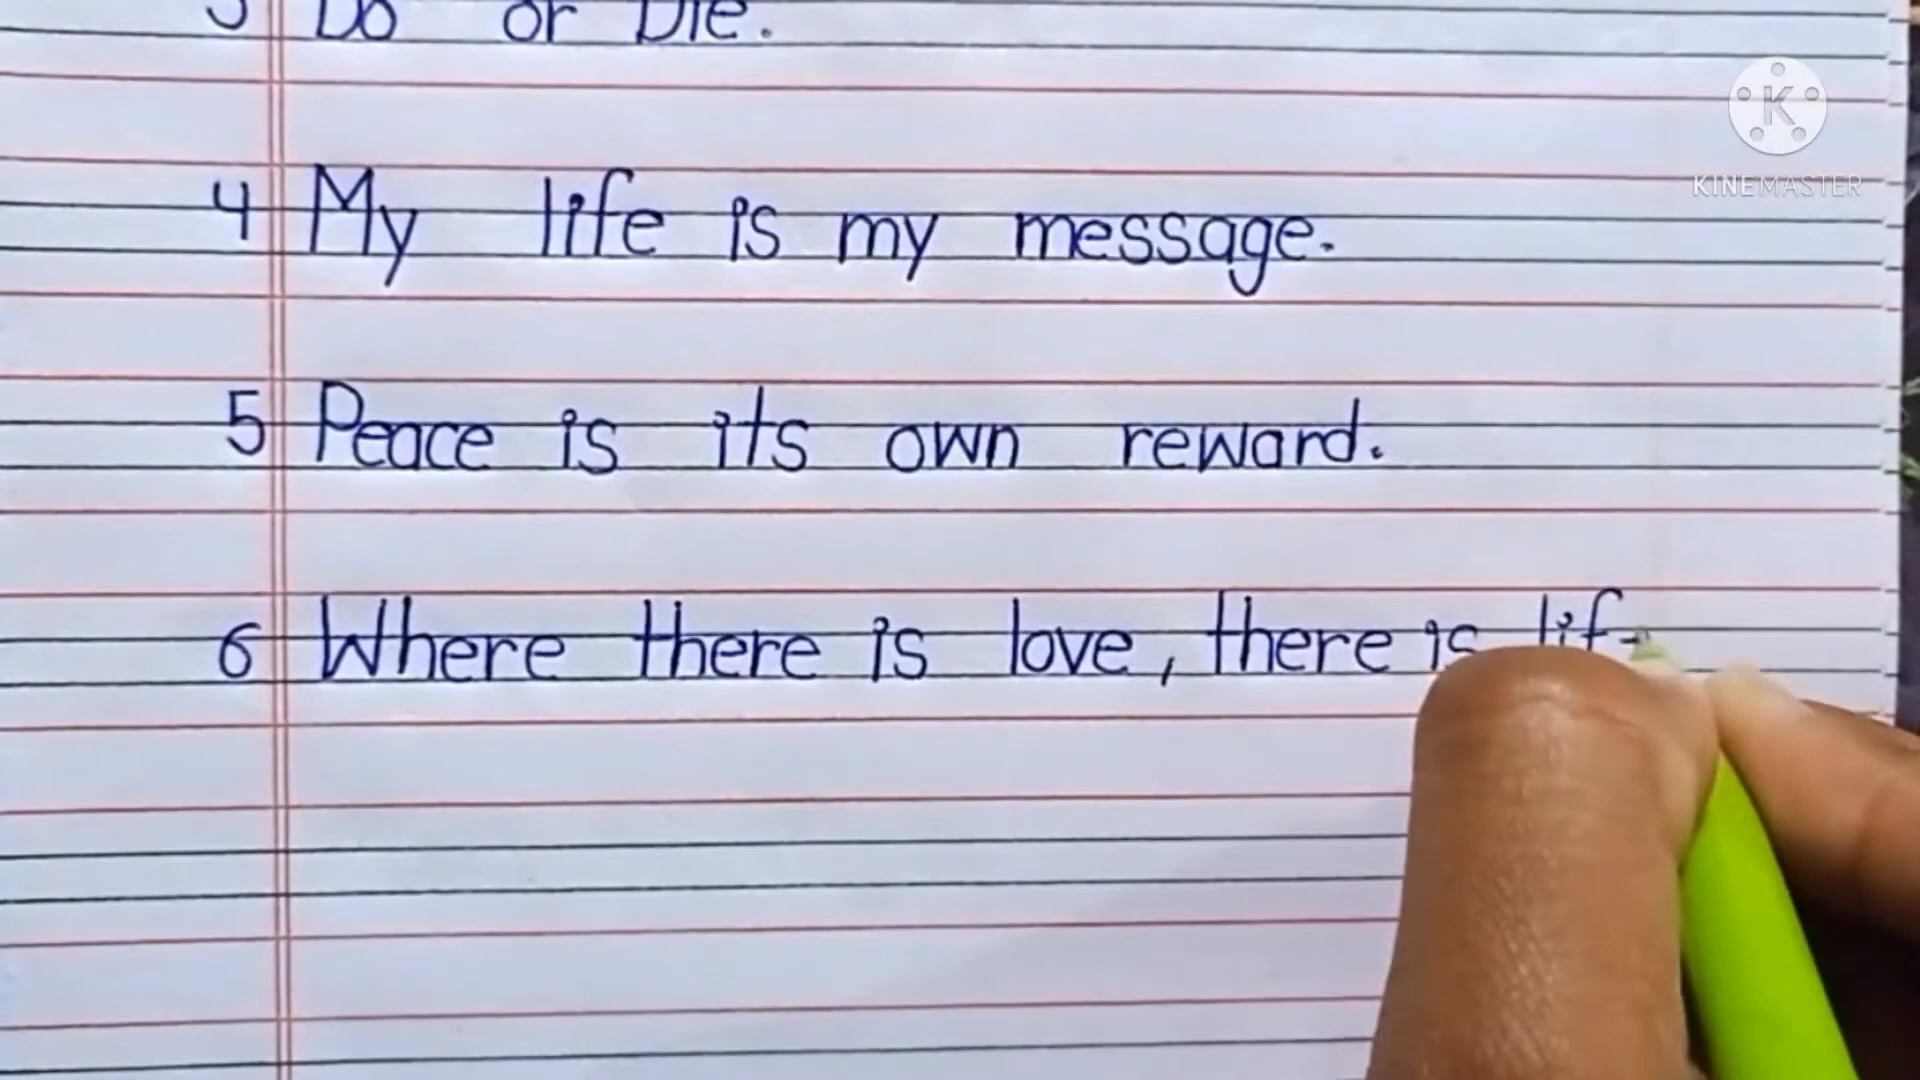 3 Do or Die.
KINEMASTER
4 My life is my message.
5 Peace is its own reward.
6 Where there is love, there is